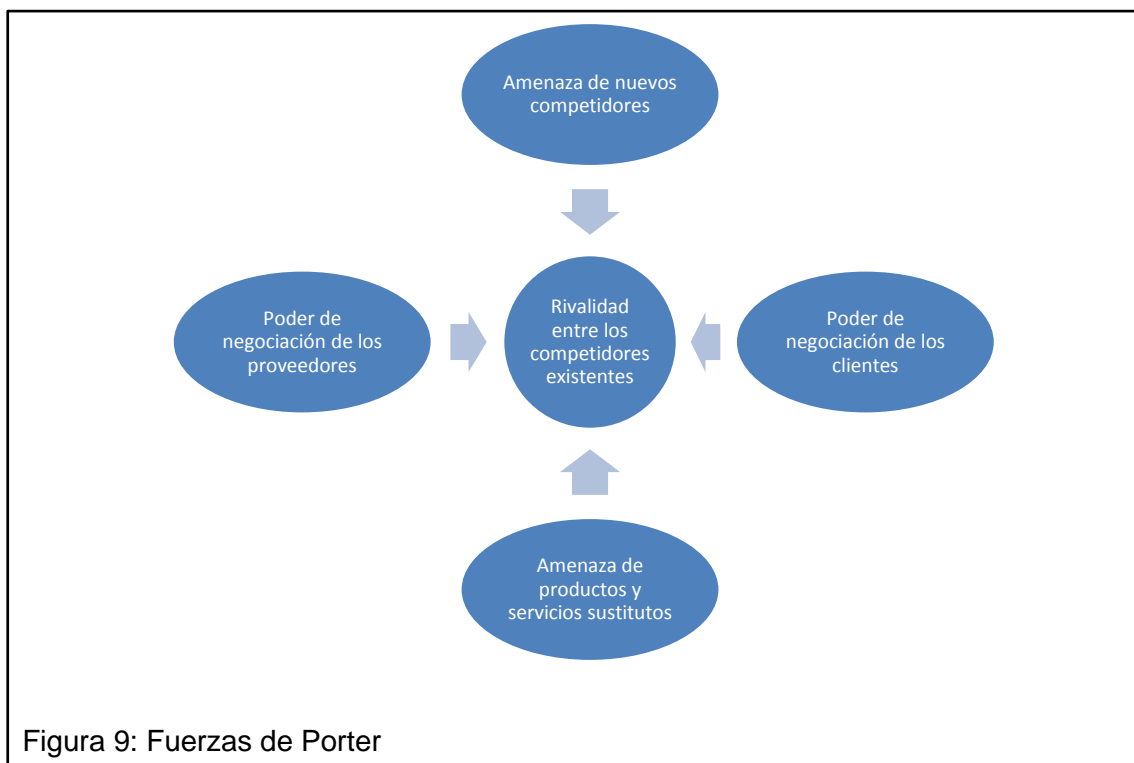 Amenaza de nuevos
competidores
Poder de
negociación de los
proveedores
Rivalidad
entre los
competidores
existentes
Poder de
negociación de los
clientes
Amenaza de
productos y
servicios sustitutos
Figura 9: Fuerzas de Porter